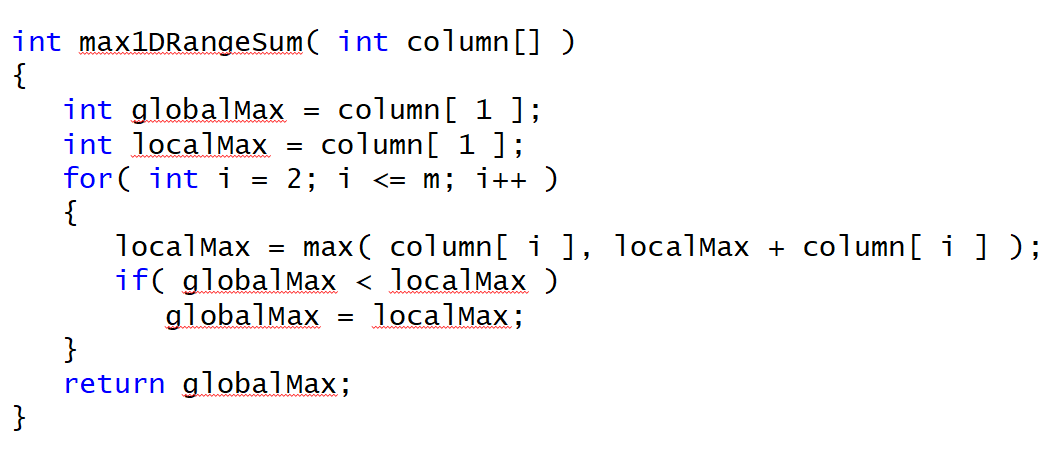 int max1DRangeSum( int column[] )
{
int globalMax = column[ 1 ];
int localMax = column[ 1 ];
for( int i = 2; i <= m; i++ )
{
localMax = max( column[ i ], localMax + column[ i ] );
if( globalMax < localMax )
globalMax = localMax;
}
return globalMax;
}